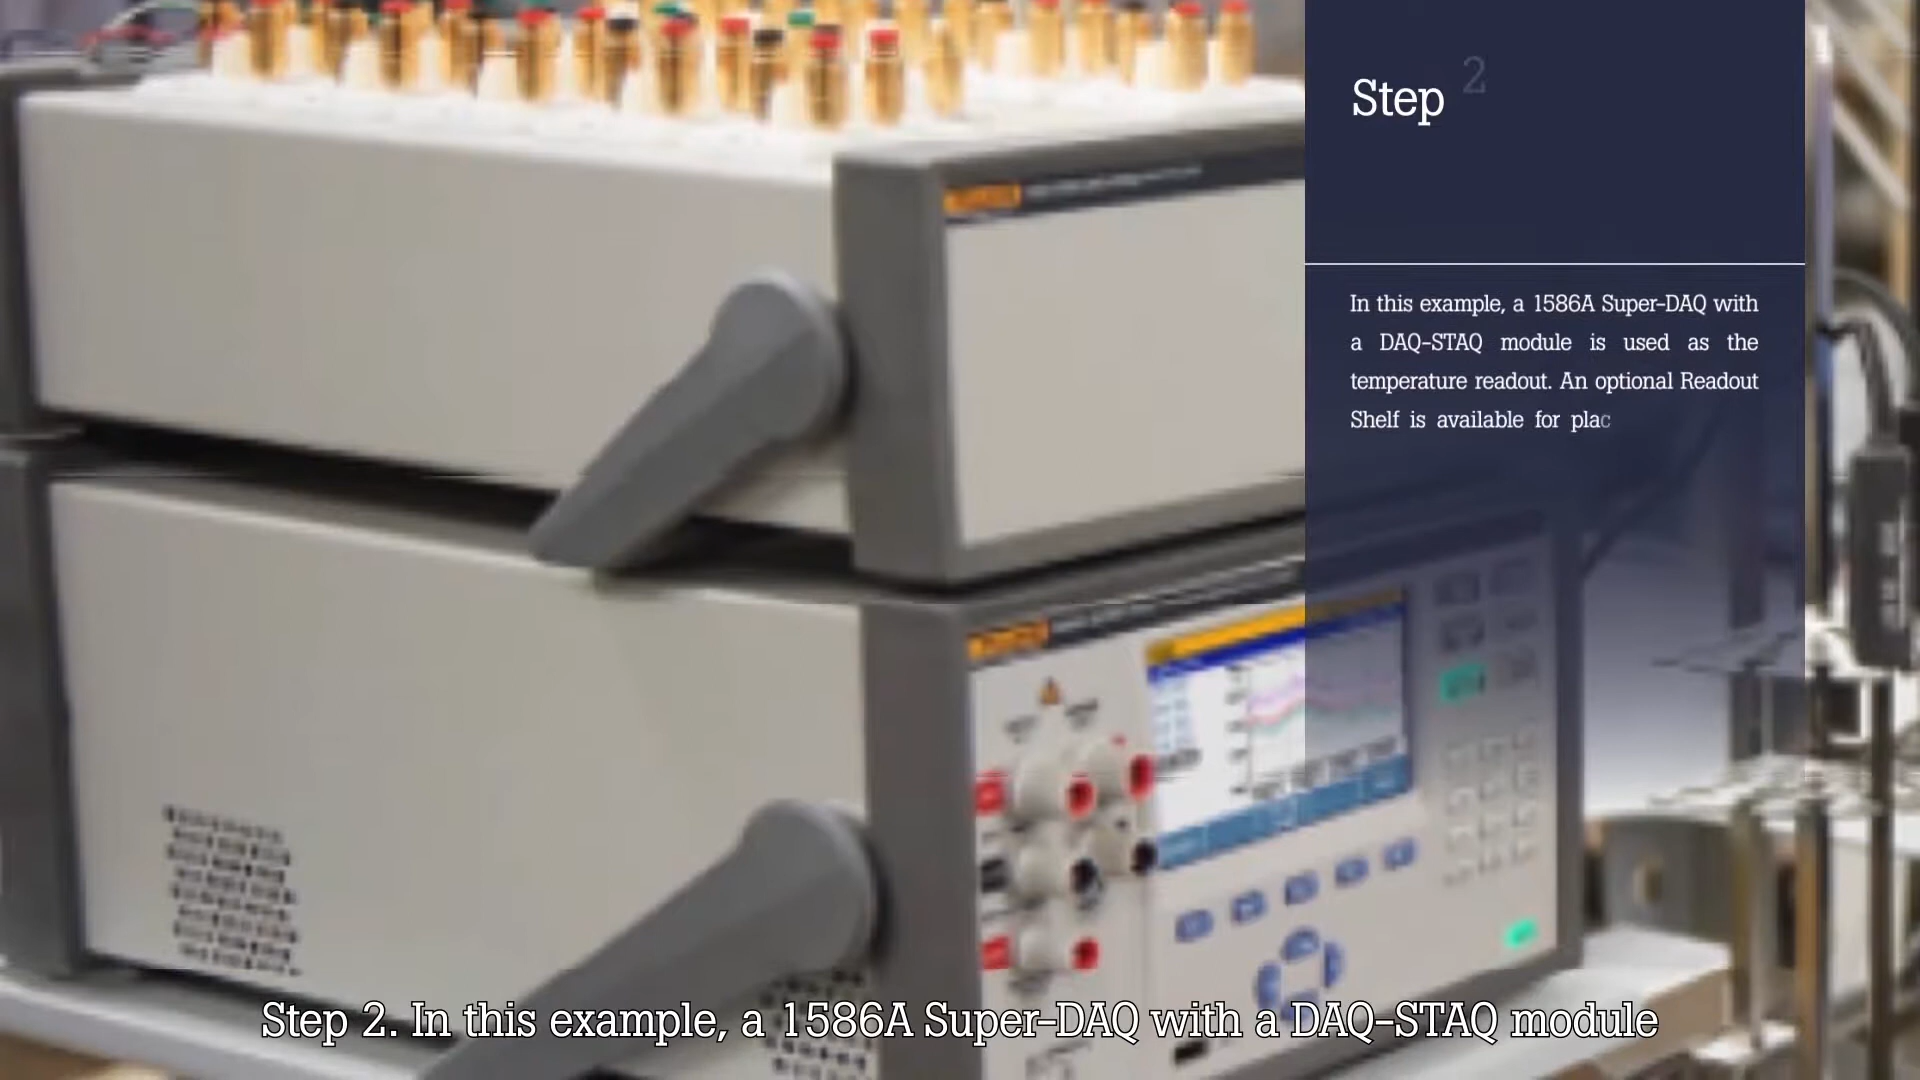 Step 2
In this example, a 1586A Super-DAQ with
a DAQ-STAQ module is used as the
temperature readout. An optional Readout
Shelf is available for plac
Step 2. In this example, a 1586A Super-DAQ with a DAQ-STAQ module